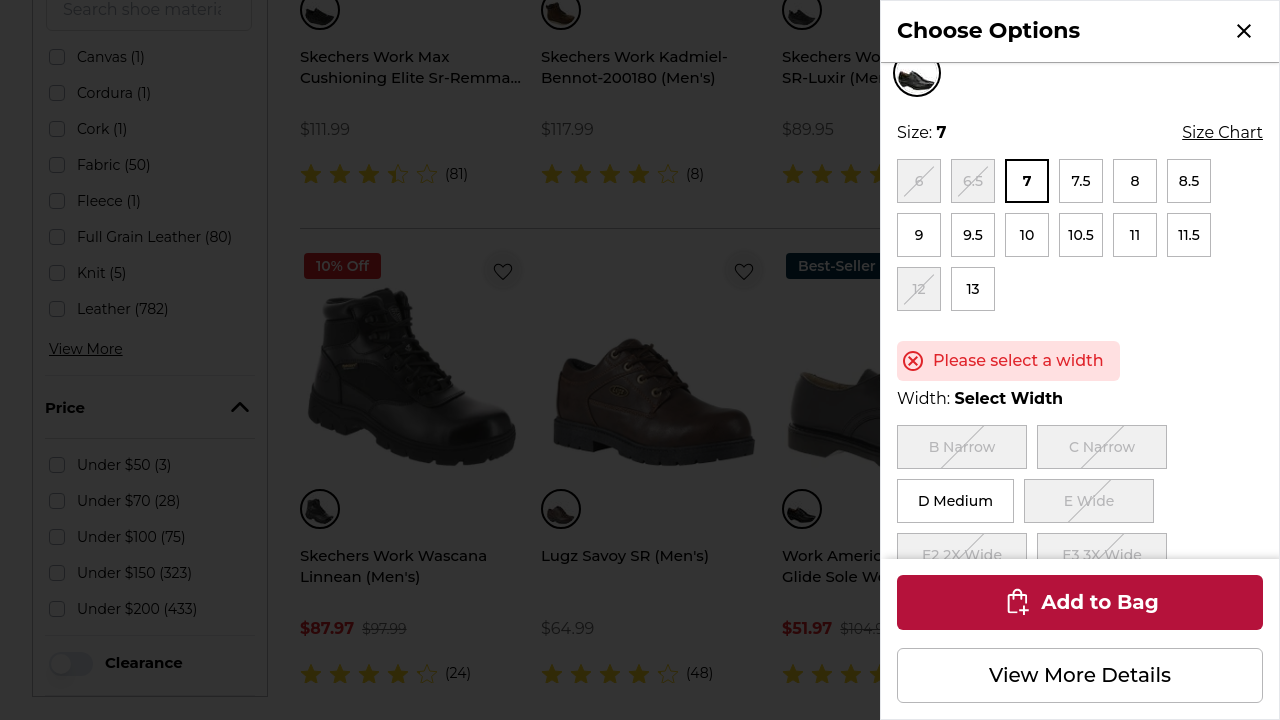 Search shoe materia
Canvas (1)
Cordura (1)
Cork (1)
Fabric (50)
Fleece (1)
Full Grain Leather (80)
Knit (5)
Leather (782)
View More
Price
Under $50 (3)
Under $70 (28)
Under $100 (75)
Under $150 (323)
Under $200 (433)
Clearance
Skechers Work Max
Cushioning Elite Sr-Remma...
$111.99
(81)
Skechers Work Kadmiel-
Bennot-200180 (Men's)
$117.99
(8)
Skechers Wo
SR-Luxir (Me
$89.95
10% Off
Skechers Work Wascana
Linnean (Men's)
$87.97 $97.99
(24)
Lugz Savoy SR (Men's)
$64.99
(48)
Best-Seller
Work Americ
Glide Sole Wo
$51.97 $104.9
Choose Options
Size: 7
Size Chart
6 6.5 7 7.5 8 8.5
9 9.5 10 10.5 11 11.5
12 13
Please select a width
Width: Select Width
B Narrow C Narrow
D Medium E Wide
E2 2X Wide E3 3X Wide
Add to Bag
View More Details